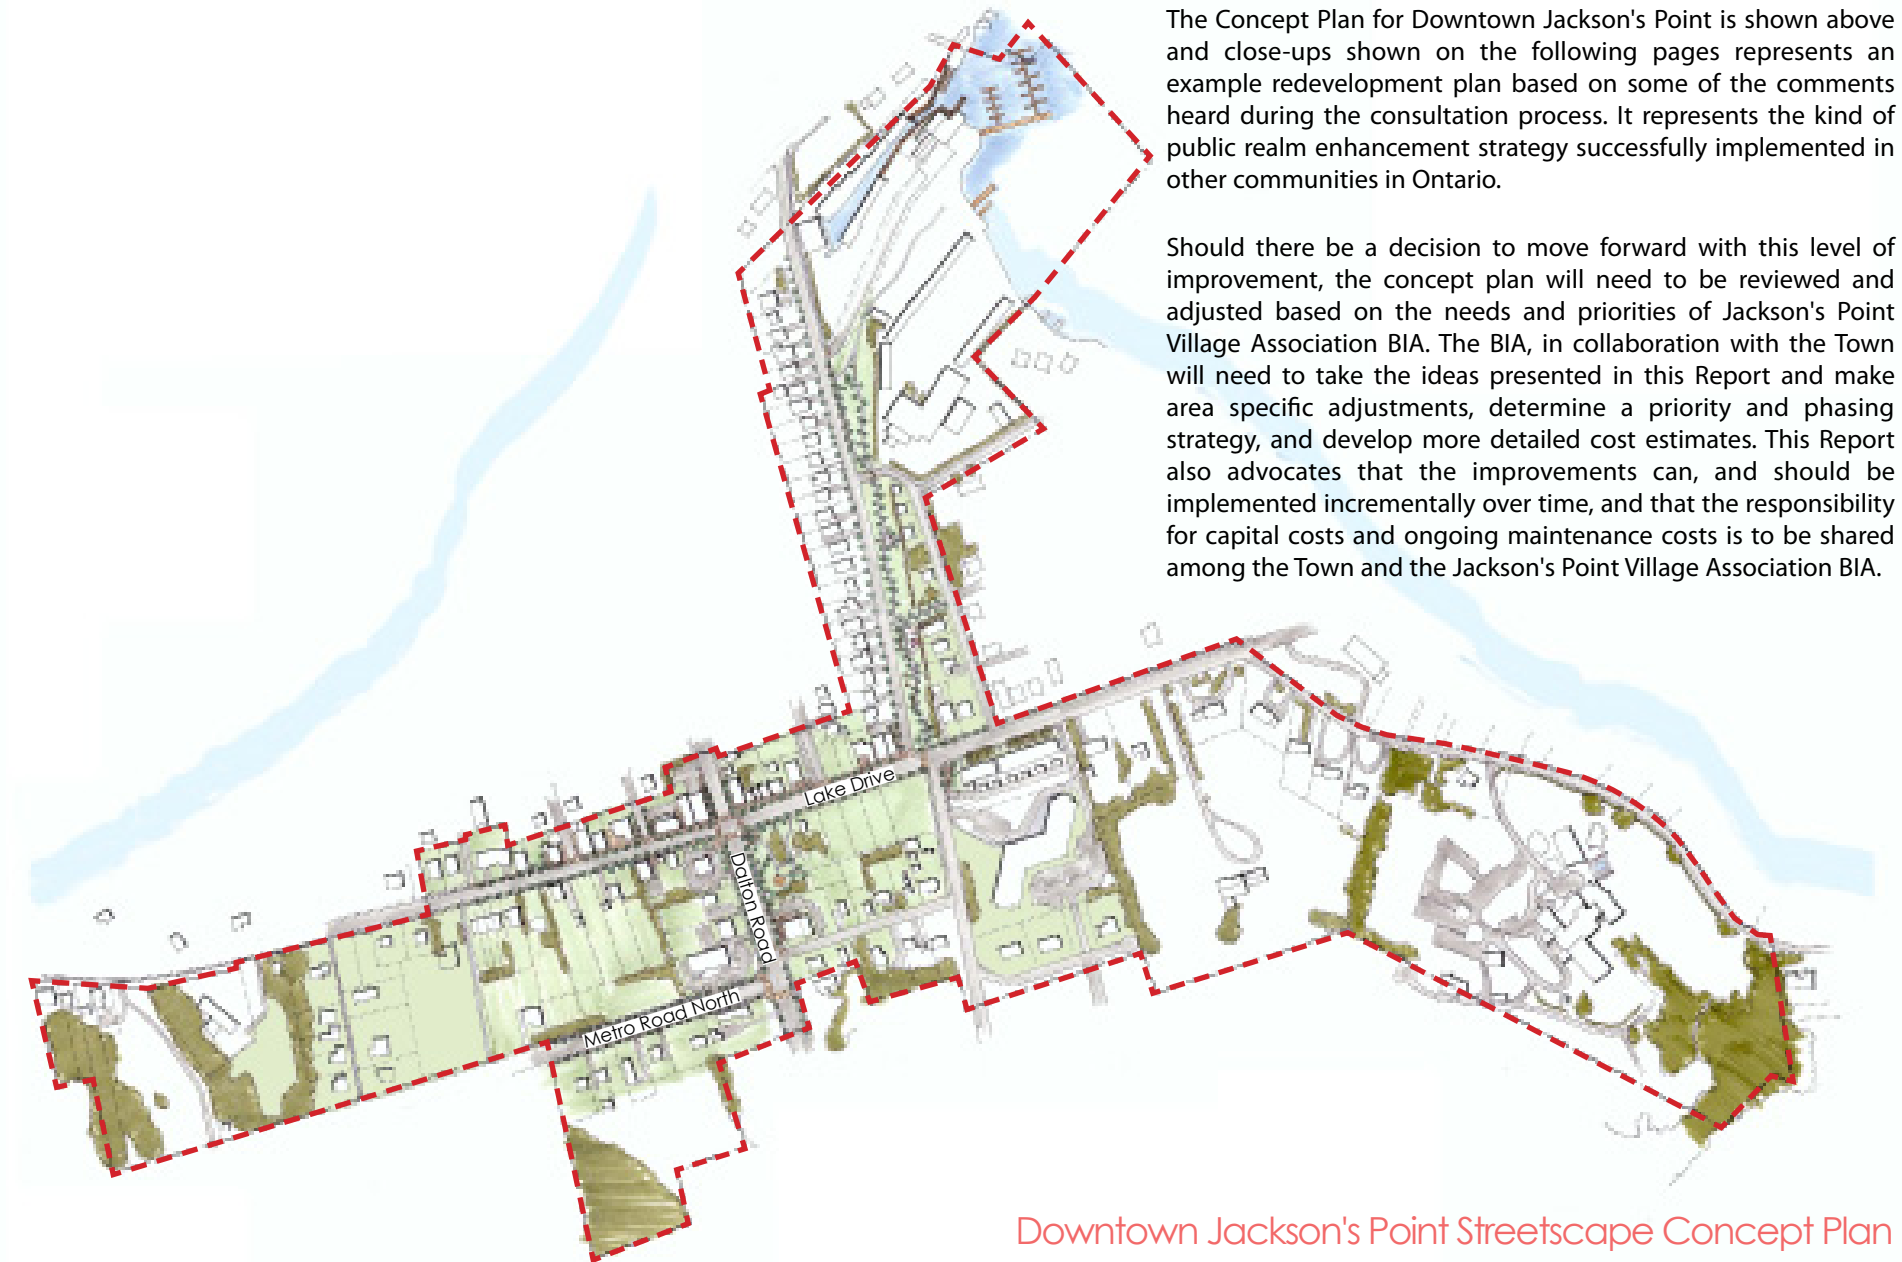 The Concept Plan for Downtown Jackson's Point is shown above
and close-ups shown on the following pages represents an
example redevelopment plan based on some of the comments
heard during the consultation process. It represents the kind of
public realm enhancement strategy successfully implemented in
other communities in Ontario.
Should there be a decision to move forward with this level of
improvement, the concept plan will need to be reviewed and
adjusted based on the needs and priorities of Jackson's Point
Village Association BIA. The BIA, in collaboration with the Town
will need to take the ideas presented in this Report and make
area specific adjustments, determine a priority and phasing
strategy, and develop more detailed cost estimates. This Report
also advocates that the improvements can, and should be
implemented incrementally over time, and that the responsibility
for capital costs and ongoing maintenance costs is to be shared
among the Town and the Jackson's Point Village Association BIA.
Lake Drive
Dalton Road
Metro Road North
Downtown Jackson's Point Streetscape Concept Plan